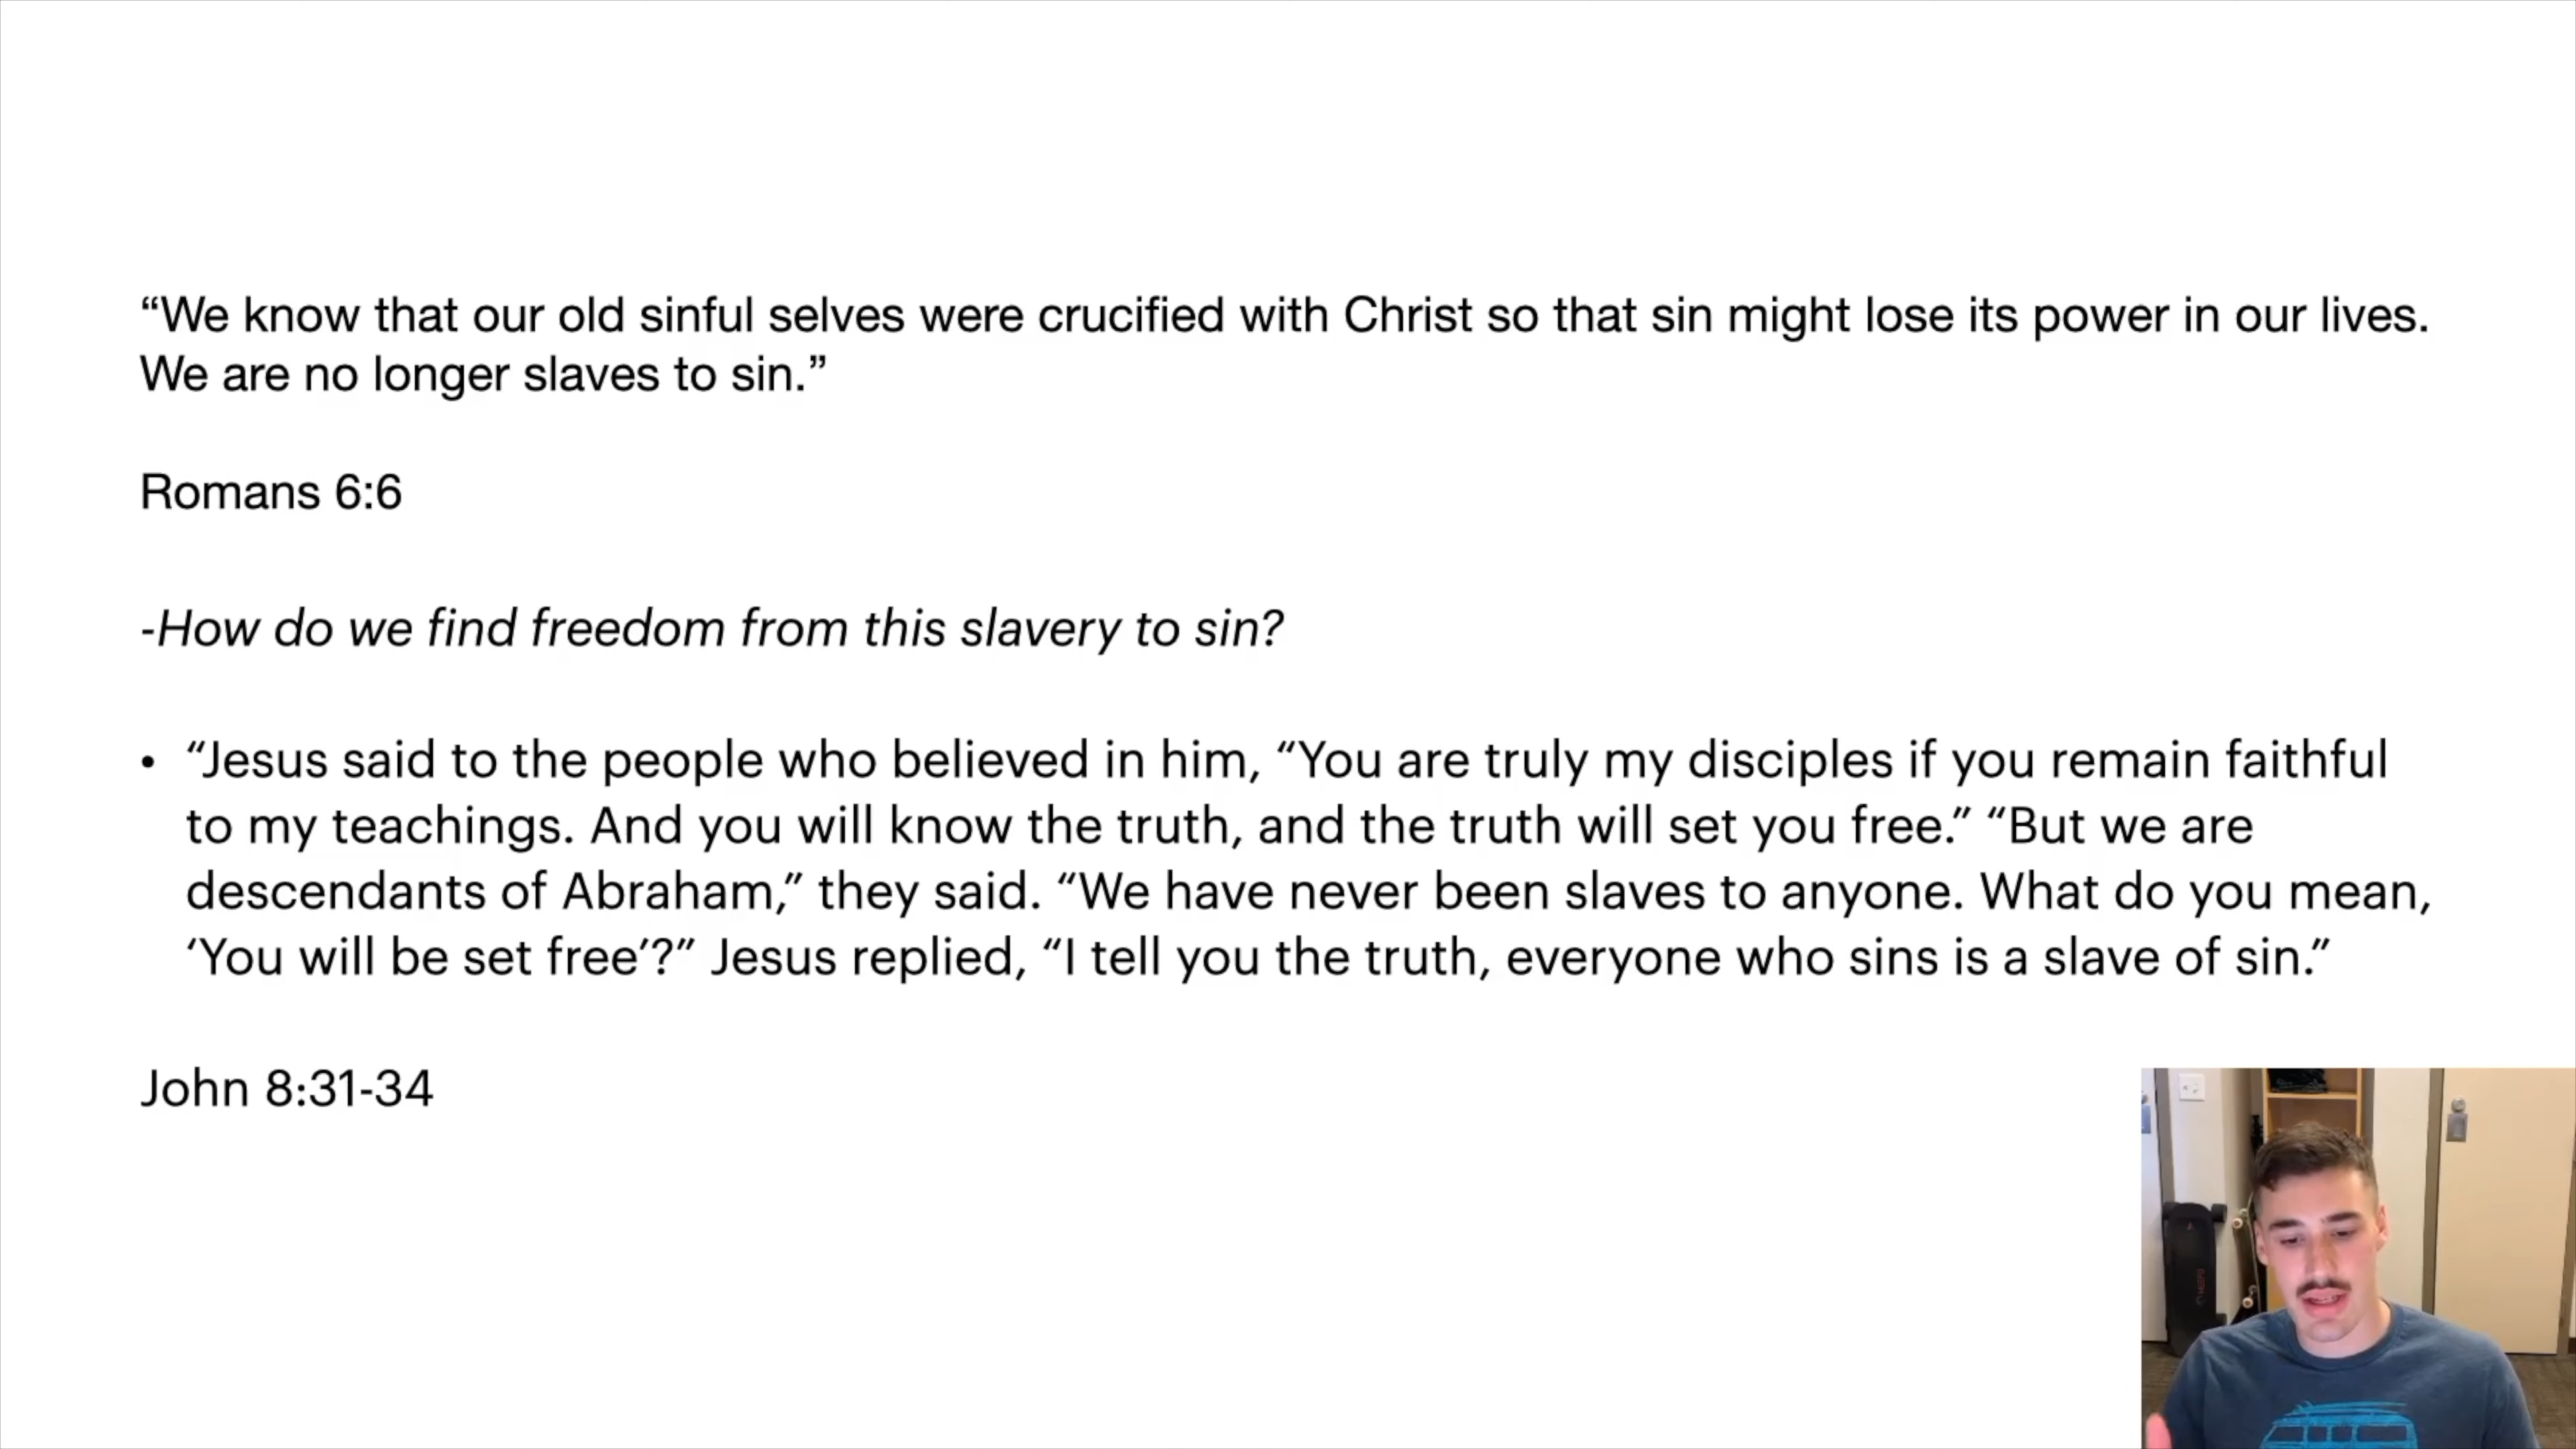 “We know that our old sinful selves were crucified with Christ so that sin might lose its power in our lives.
We are no longer slaves to sin.”
Romans 6:6
-How do we find freedom from this slavery to sin?
• “Jesus said to the people who believed in him, “You are truly my disciples if you remain faithful
to my teachings. And you will know the truth, and the truth will set you free.” “But we are
descendants of Abraham,” they said. “We have never been slaves to anyone. What do you mean,
‘You will be set free’?” Jesus replied, “I tell you the truth, everyone who sins is a slave of sin.”
John 8:31-34